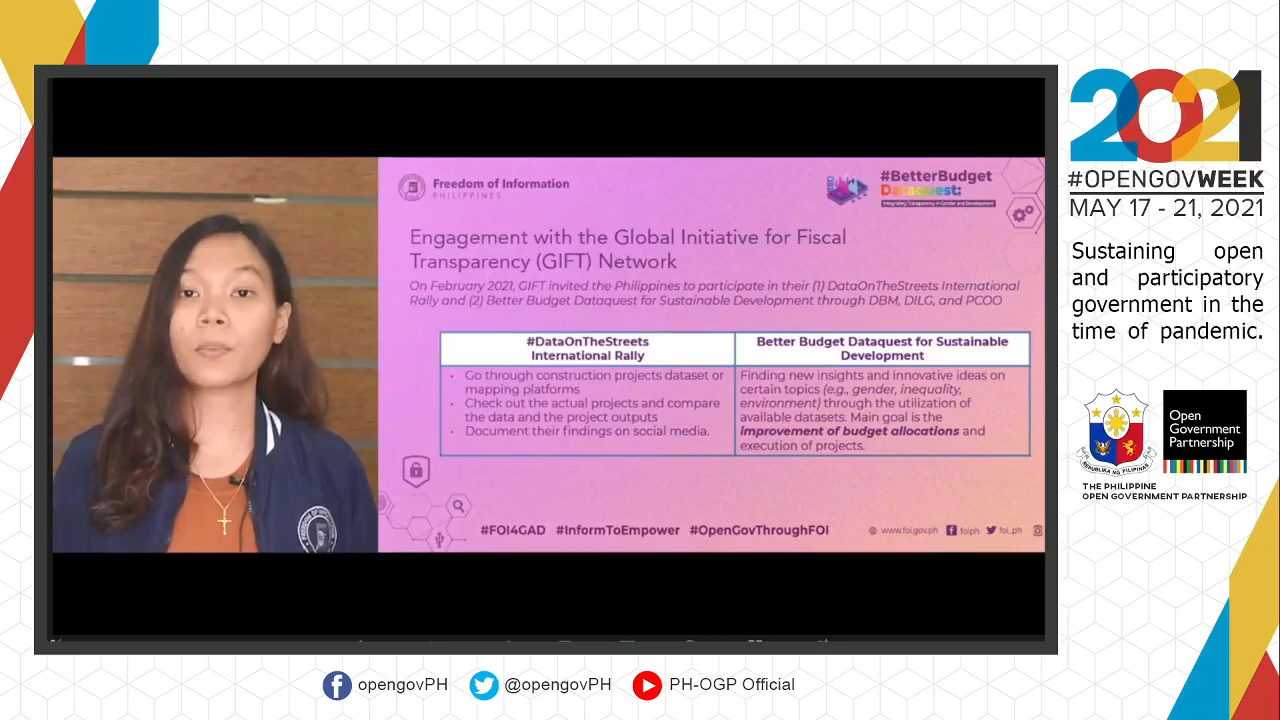 Freedom of Information
PHILIPPINES
#BetterBudget
Dataquest:
Integrating Transparency in Gender and Development
Engagement with the Global Initiative for Fiscal
Transparency (GIFT) Network
On February 2021, GIFT invited the Philippines to participate in their (1) DataOnTheStreets International
Rally and (2) Better Budget Dataquest for Sustainable Development through DBM, DILG, and PCOO
#DataOnTheStreets
International Rally
• Go through construction projects dataset or
mapping platforms
• Check out the actual projects and compare
the data and the project outputs
• Document their findings on social media.
Better Budget Dataquest for Sustainable
Development
Finding new insights and innovative ideas on
certain topics (e.g., gender, inequality,
environment) through the utilization of
available datasets. Main goal is the
improvement of budget allocations and
execution of projects.
#FOI4GAD #InformToEmpower #OpenGovThroughFOI
www.foi.gov.ph foiph foi_ph
2021
#OPENGOVWEEK
MAY 17 - 21, 2021
Sustaining open
and participatory
government in the
time of pandemic.
REPUBLIKA NG PILIPINAS
Open
Government
Partnership
THE PHILIPPINE
OPEN GOVERNMENT PARTNERSHIP
opengovPH @opengovPH PH-OGP Official